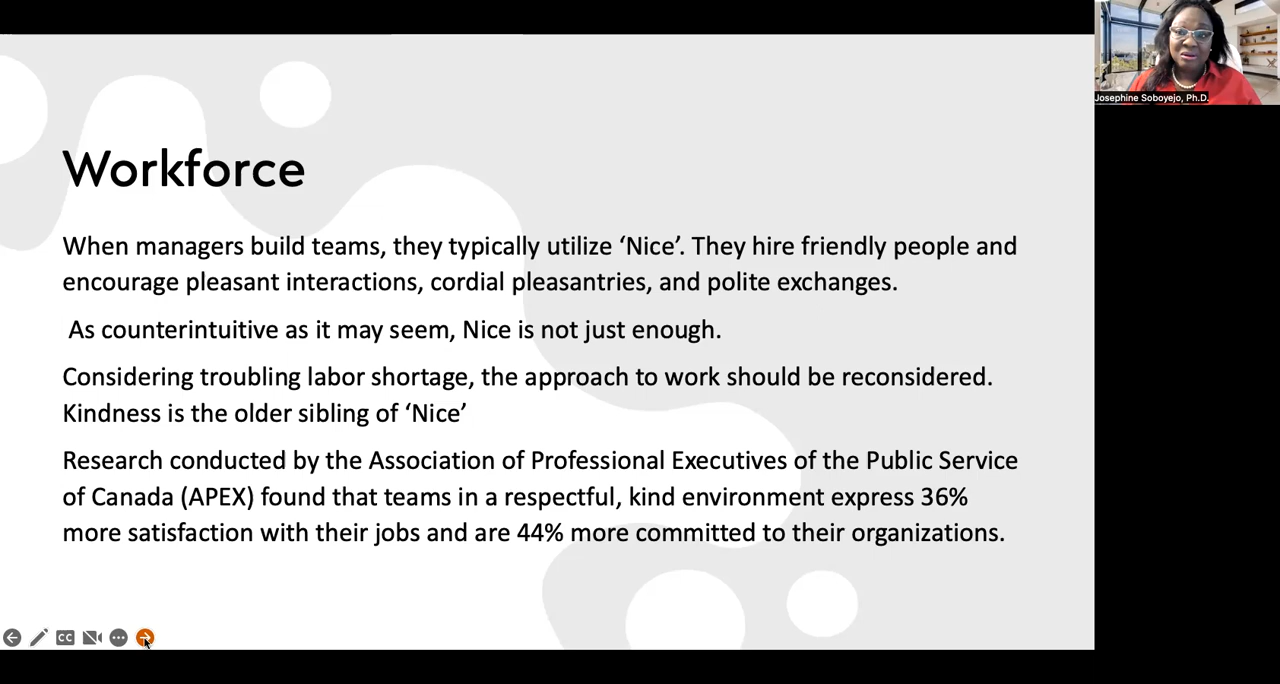 Josephine Soboyejo, Ph.D.
Workforce
When managers build teams, they typically utilize ‘Nice’. They hire friendly people and
encourage pleasant interactions, cordial pleasantries, and polite exchanges.
As counterintuitive as it may seem, Nice is not just enough.
Considering troubling labor shortage, the approach to work should be reconsidered.
Kindness is the older sibling of ‘Nice’
Research conducted by the Association of Professional Executives of the Public Service
of Canada (APEX) found that teams in a respectful, kind environment express 36%
more satisfaction with their jobs and are 44% more committed to their organizations.
CC